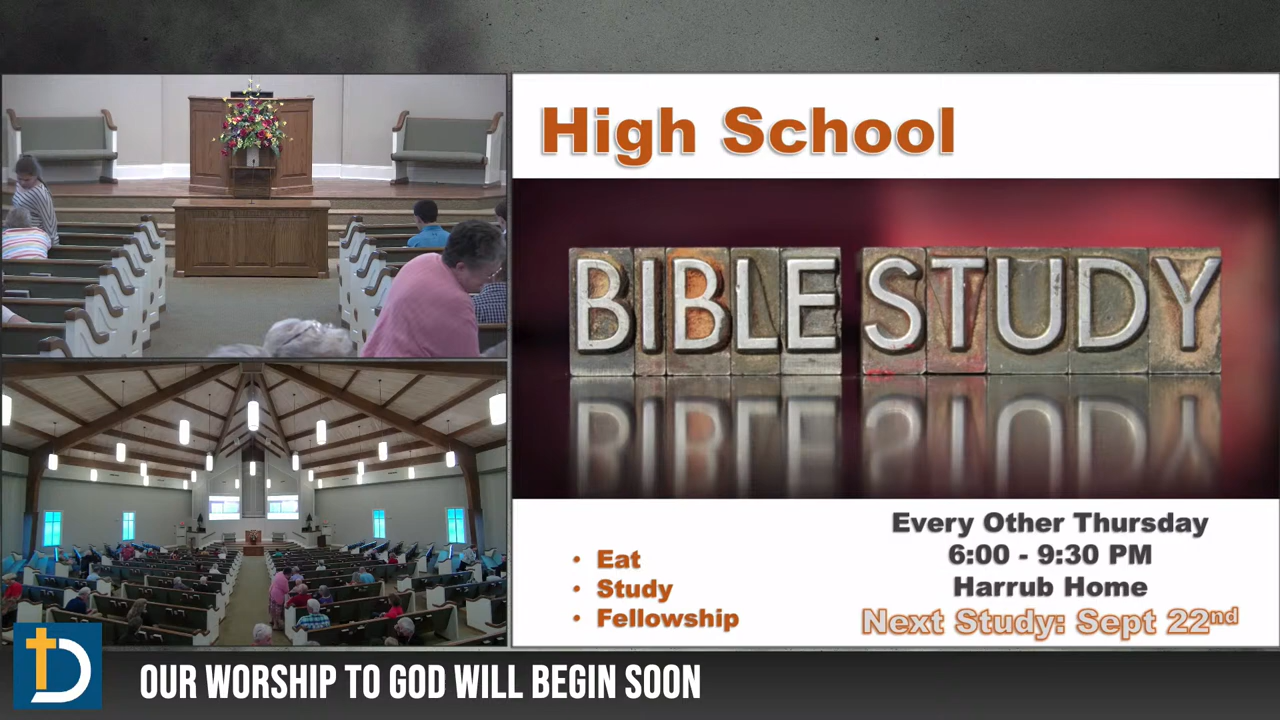 High School
BIBLE STUDY
Every Other Thursday
6:00 - 9:30 PM
Harrub Home
Next Study: Sept 22nd
• Eat
• Study
• Fellowship
D
OUR WORSHIP TO GOD WILL BEGIN SOON